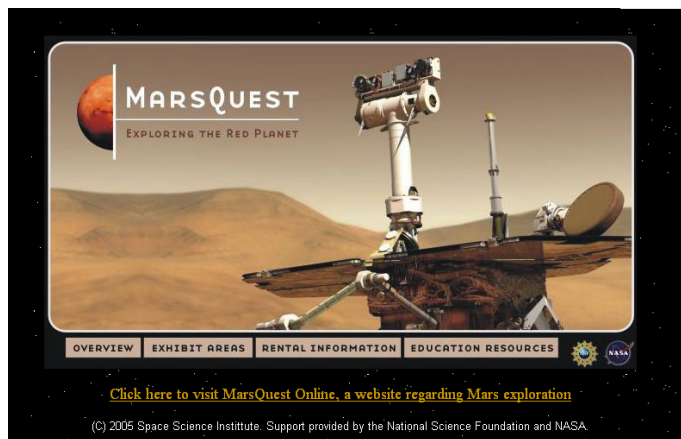 MARSQUEST
EXPLORING THE RED PLANET
OVERVIEW EXHIBIT AREAS RENTAL INFORMATION EDUCATION RESOURCES
NASA
Click here to visit MarsQuest Online, a website regarding Mars exploration
(C) 2005 Space Science Instittute. Support provided by the National Science Foundation and NASA.